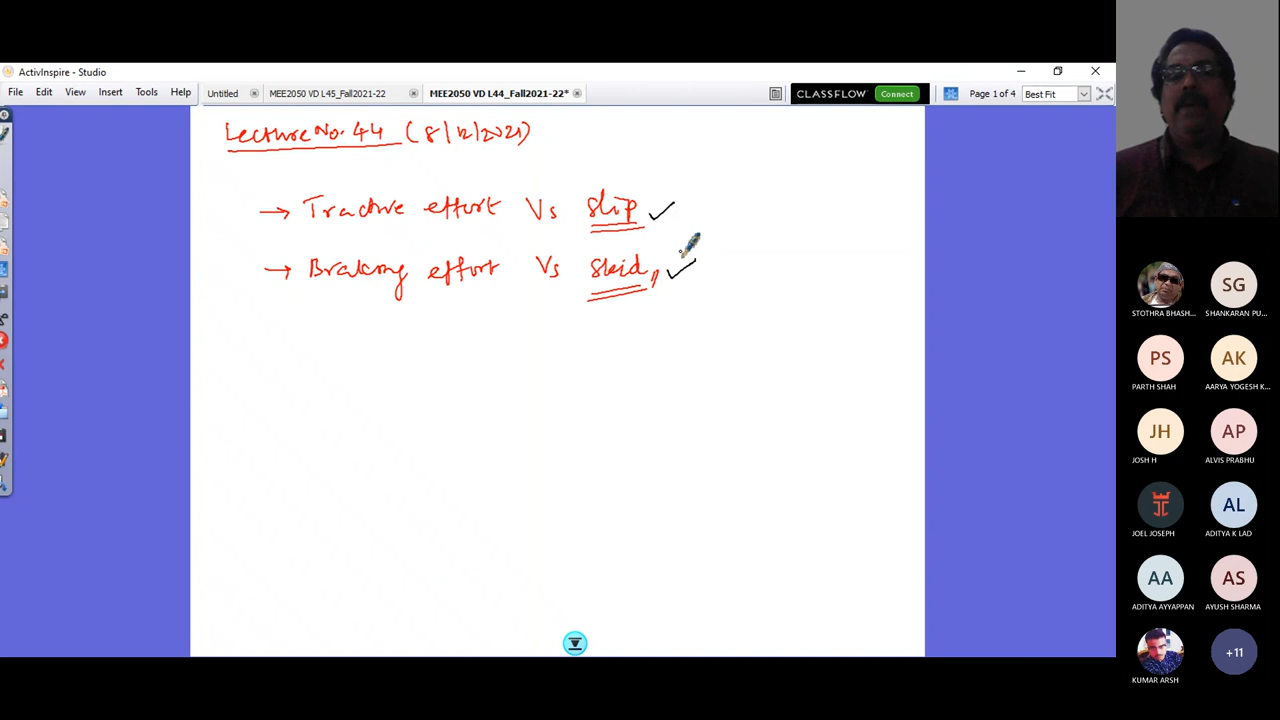 ActivInspire - Studio
File Edit View Insert Tools Help
Untitled
MEE2050 VD L45_Fall2021-22
MEE2050 VD L44_Fall2021-22*
CLASSFLOW Connect
Page 1 of 4
Best Fit
Lecture No. 44 (8/12/2021)
→ Tractive effort Vs slip ✓
→ Braking effort Vs skid,, ✓
STOTHRA BHASH...
SG
SHANKARAN PU...
PS
PARTH SHAH
AK
AARYA YOGESH K...
JH
JOSH H
AP
ALVIS PRABHU
JOEL JOSEPH
AL
ADITYA K LAD
AA
ADITYA AYYAPPAN
AS
AYUSH SHARMA
KUMAR ARSH
+11